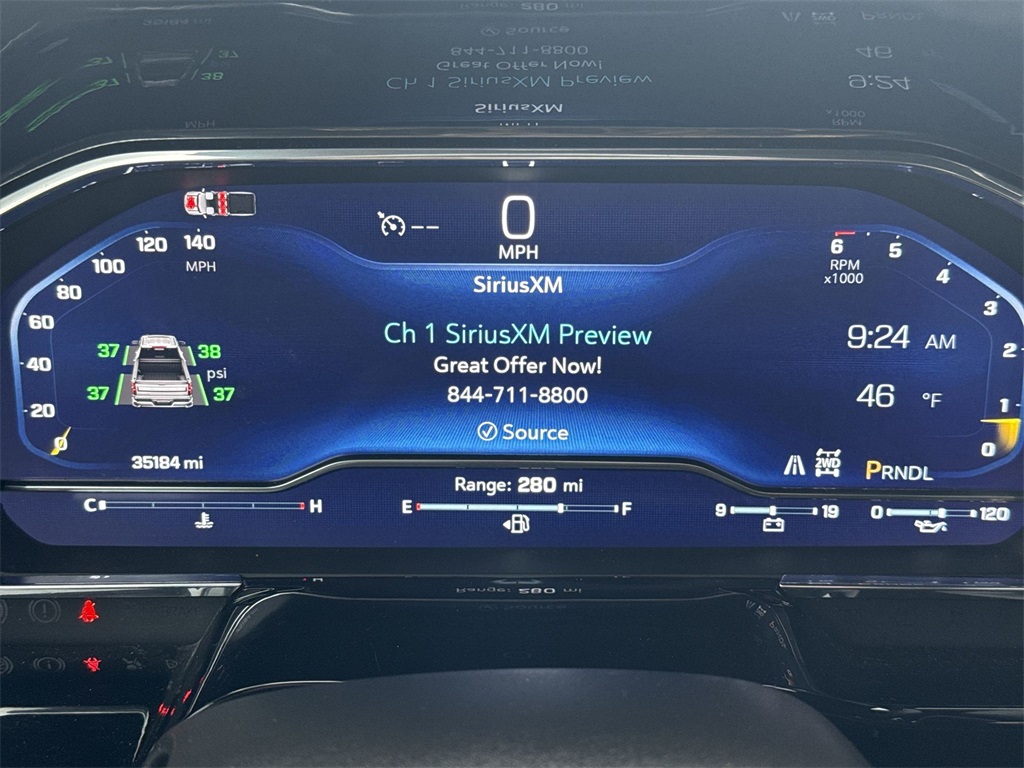 0
MPH
120 140
100
MPH
80
60
40
20
0
6 5
RPM
x1000
4
3
2
1
0
SiriusXM
Ch 1 SiriusXM Preview
Great Offer Now!
844-711-8800
Source
37 38
psi
37 37
9:24 AM
46 °F
35184 mi
2WD
PRNDL
Range: 280 mi
C H
E F
9 19
0 120